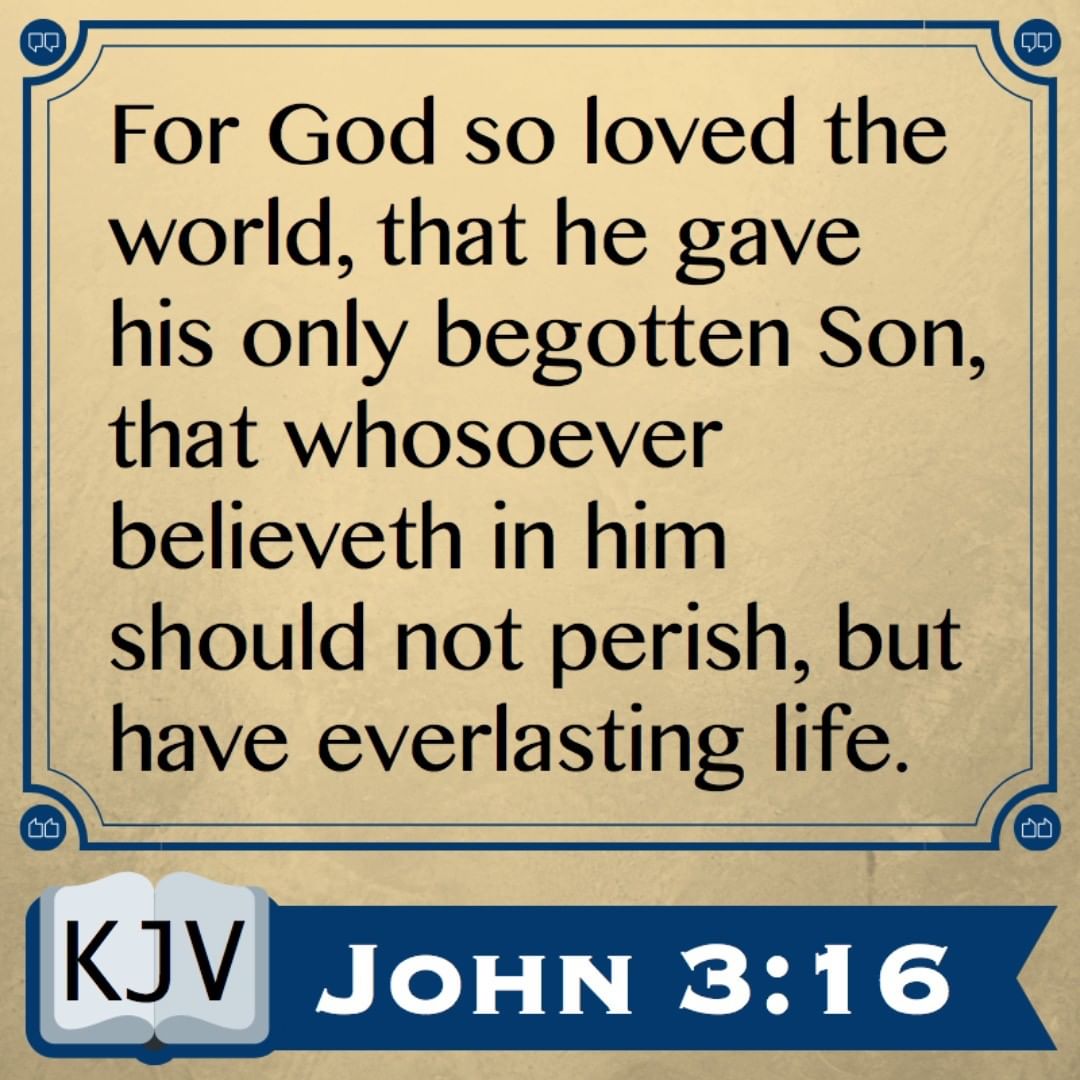 For God so loved the
world, that he gave
his only begotten Son,
that whosoever
believeth in him
should not perish, but
have everlasting life.
KJV
JOHN 3:16